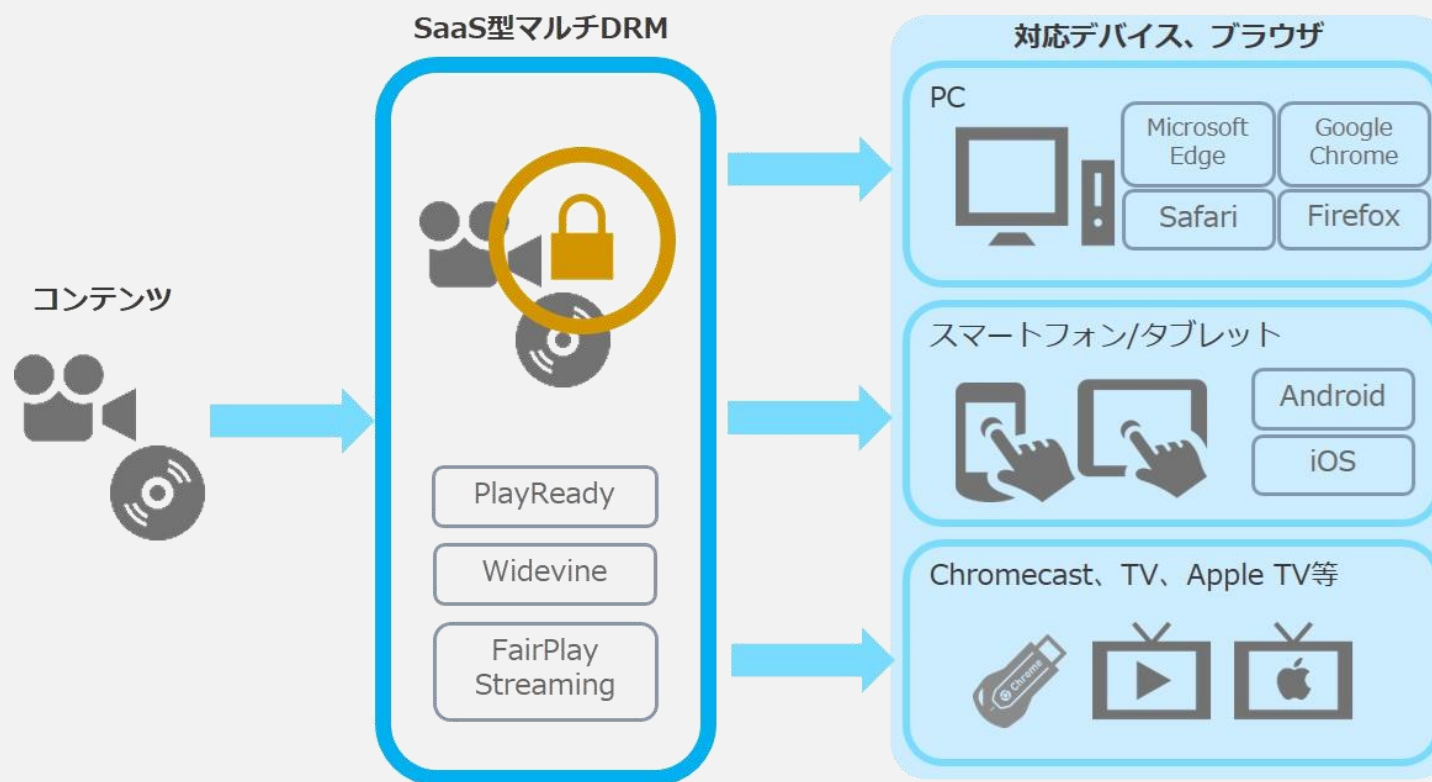 SaaS型マルチDRM
対応デバイス、ブラウザ
コンテンツ
PlayReady
Widevine
FairPlay
Streaming
PC
Microsoft
Edge
Google
Chrome
Safari
Firefox
スマートフォン/タブレット
Android
iOS
Chromecast、TV、Apple TV等
Chrome